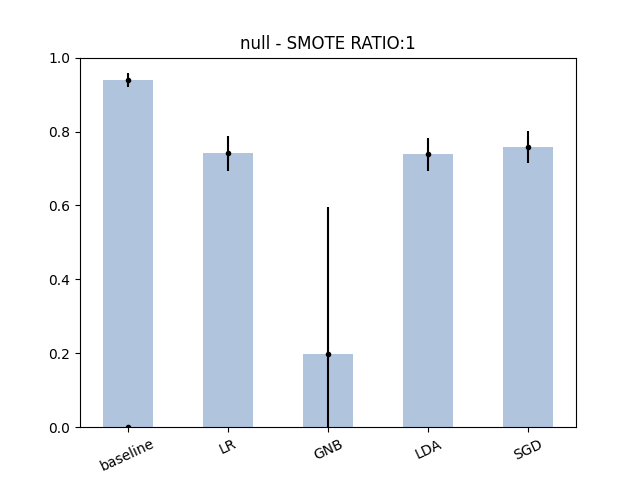 null - SMOTE RATIO:1
1.0
0.8
0.6
0.4
0.2
0.0
baseline
LR
GNB
LDA
SGD